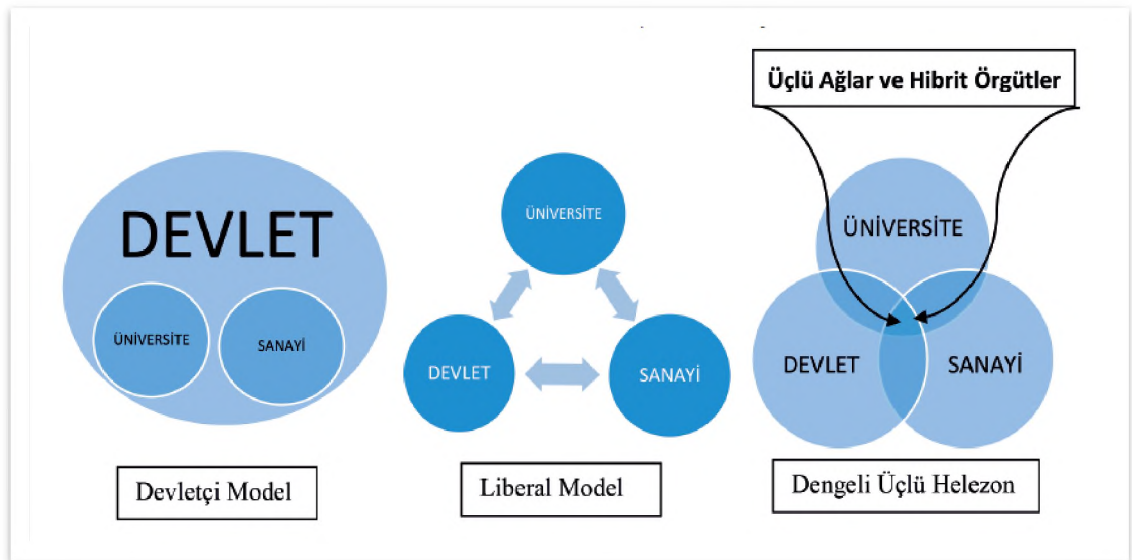 DEVLET
ÜNİVERSİTE
SANAYİ
Devletçi Model
ÜNİVERSİTE
DEVLET
SANAYİ
Liberal Model
Üçlü Ağlar ve Hibrit Örgütler
ÜNİVERSİTE
DEVLET
SANAYİ
Dengeli Üçlü Helezon